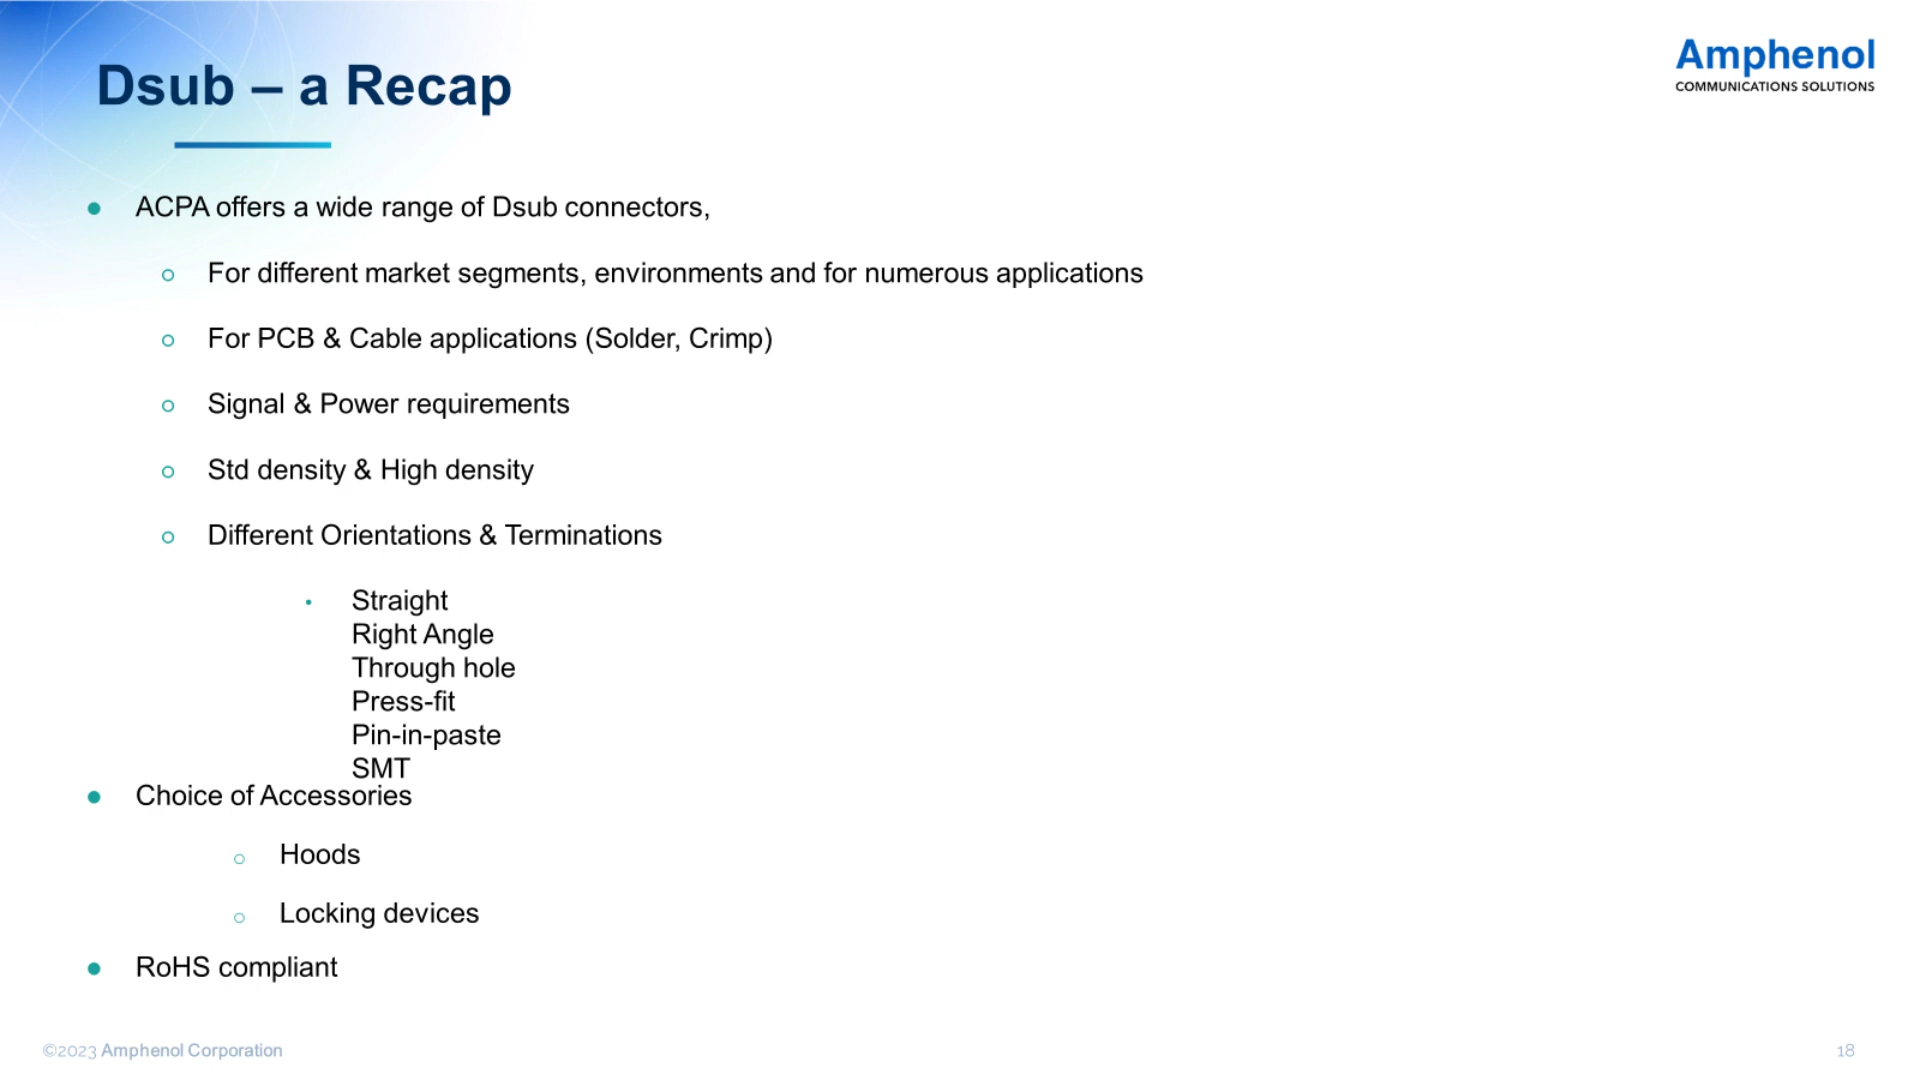 Dsub – a Recap
Amphenol
COMMUNICATIONS SOLUTIONS
ACPA offers a wide range of Dsub connectors,
For different market segments, environments and for numerous applications
For PCB & Cable applications (Solder, Crimp)
Signal & Power requirements
Std density & High density
Different Orientations & Terminations
Straight
Right Angle
Through hole
Press-fit
Pin-in-paste
SMT
Choice of Accessories
Hoods
Locking devices
RoHS compliant
©2023 Amphenol Corporation
18